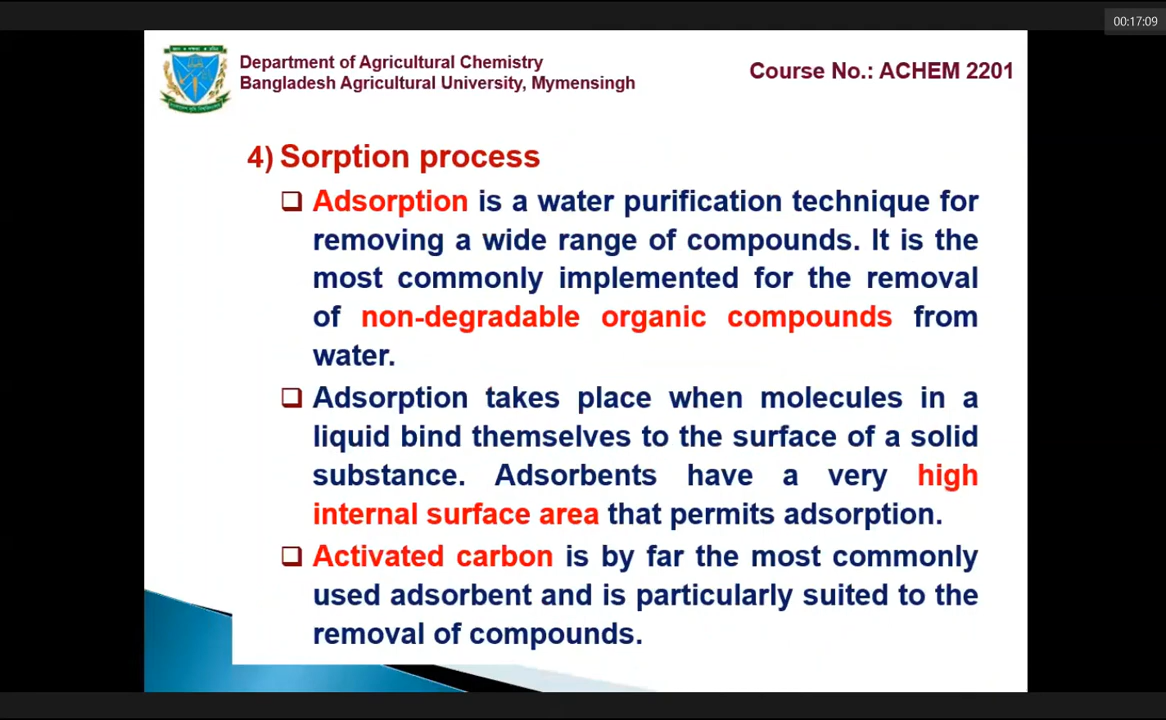 00:17:09
Department of Agricultural Chemistry
Bangladesh Agricultural University, Mymensingh
Course No.: ACHEM 2201
4) Sorption process
Adsorption is a water purification technique for
removing a wide range of compounds. It is the
most commonly implemented for the removal
of non-degradable organic compounds from
water.
Adsorption takes place when molecules in a
liquid bind themselves to the surface of a solid
substance. Adsorbents have a very high
internal surface area that permits adsorption.
Activated carbon is by far the most commonly
used adsorbent and is particularly suited to the
removal of compounds.